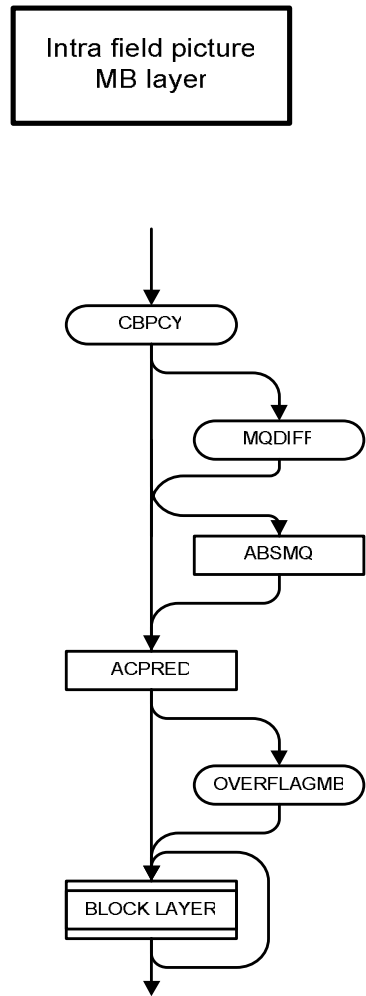 Intra field picture
MB layer
CBPCY
MQDIFF
ABSMQ
ACPRED
OVERFLAGMB
BLOCK LAYER